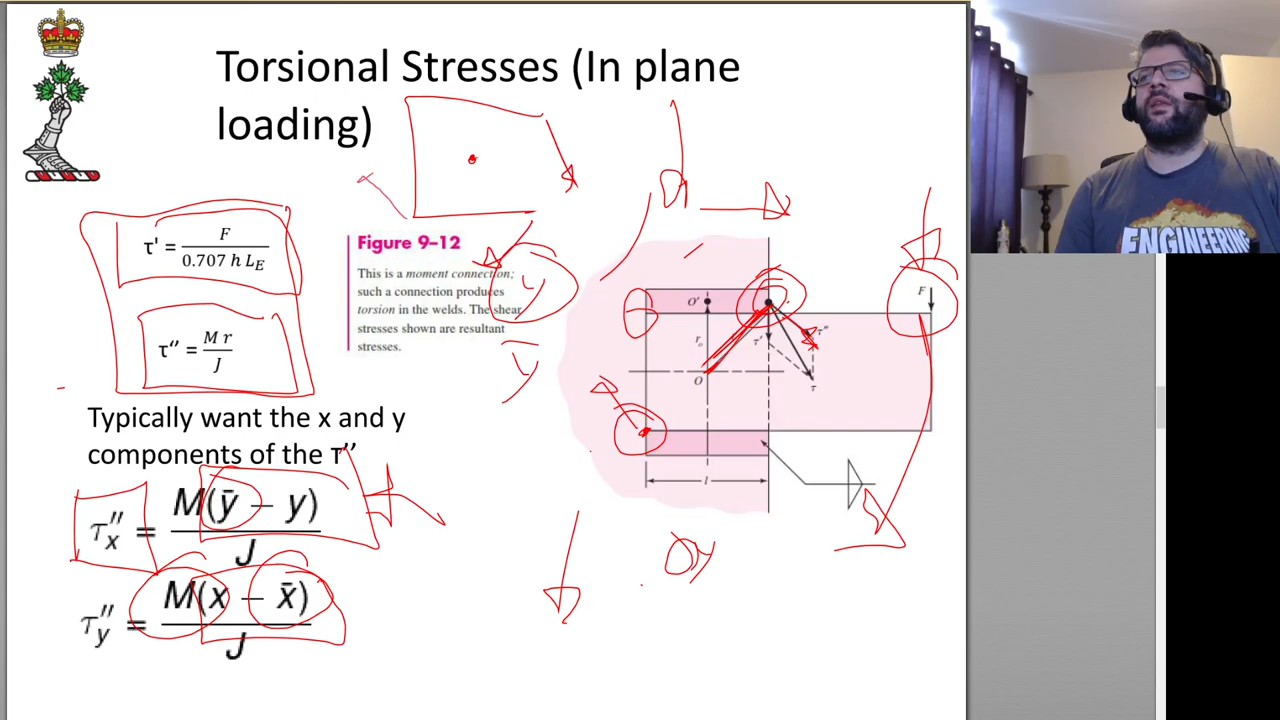 Torsional Stresses (In plane
loading)
τ' = F / 0.707 h L_E
τ'' = M r / J
Figure 9–12
This is a moment connection;
such a connection produces
torsion in the welds. The shear
stresses shown are resultant
stresses.
Typically want the x and y
components of the τ''
τ''_x = M(ȳ − y) / J
τ''_y = M(x − x̄) / J
F
O'
τ''
r_o
τ'
O
τ
l
y
ȳ
ENGINEERING